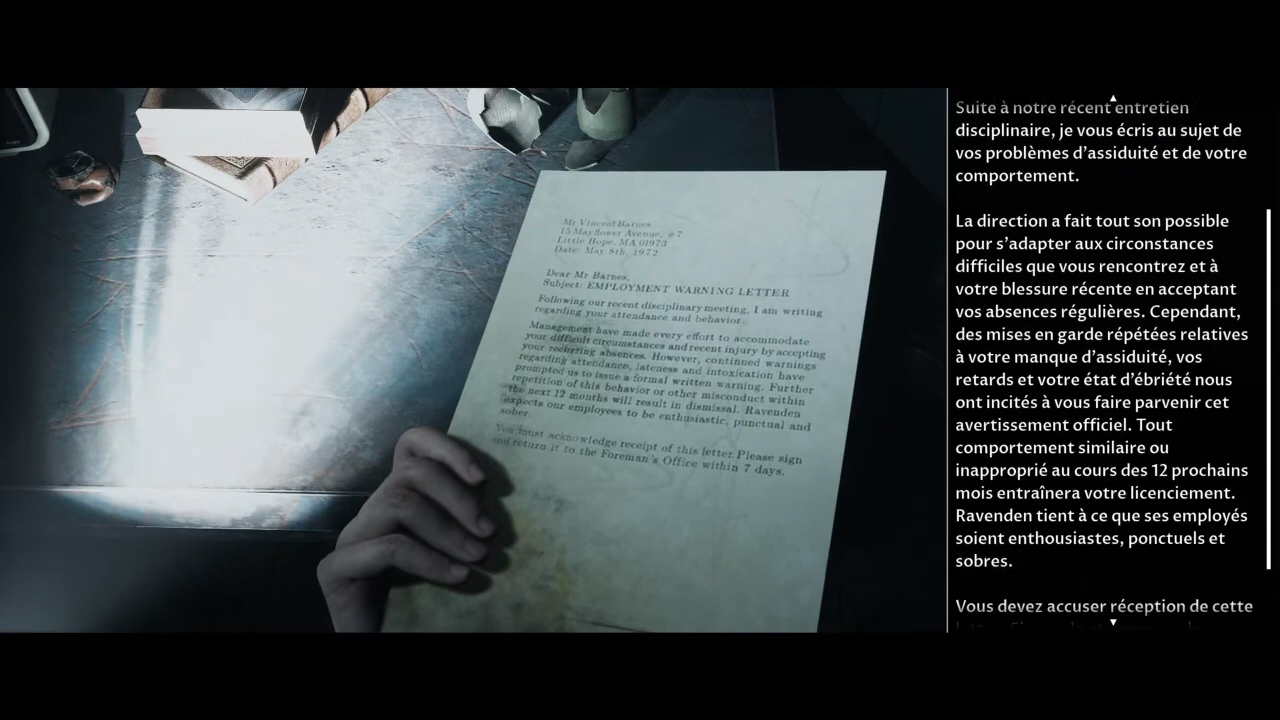 Mr Vincent Barnes
15 Mayflower Avenue, #7
Little Hope, MA 01973
Date: May 8th, 1972
Dear Mr Barnes,
Subject: EMPLOYMENT WARNING LETTER
Following our recent disciplinary meeting, I am writing
regarding your attendance and behavior.
Management have made every effort to accommodate
your difficult circumstances and recent injury by accepting
your recurring absences. However, continued warnings
regarding attendance, lateness and intoxication have
prompted us to issue a formal written warning. Further
repetition of this behavior or other misconduct within
the next 12 months will result in dismissal. Ravenden
expects our employees to be enthusiastic, punctual and
sober.
You must acknowledge receipt of this letter. Please sign
and return it to the Foreman's Office within 7 days.
Suite à notre récent entretien
disciplinaire, je vous écris au sujet de
vos problèmes d'assiduité et de votre
comportement.
La direction a fait tout son possible
pour s'adapter aux circonstances
difficiles que vous rencontrez et à
votre blessure récente en acceptant
vos absences régulières. Cependant,
des mises en garde répétées relatives
à votre manque d'assiduité, vos
retards et votre état d'ébriété nous
ont incités à vous faire parvenir cet
avertissement officiel. Tout
comportement similaire ou
inapproprié au cours des 12 prochains
mois entraînera votre licenciement.
Ravenden tient à ce que ses employés
soient enthousiastes, ponctuels et
sobres.
Vous devez accuser réception de cette